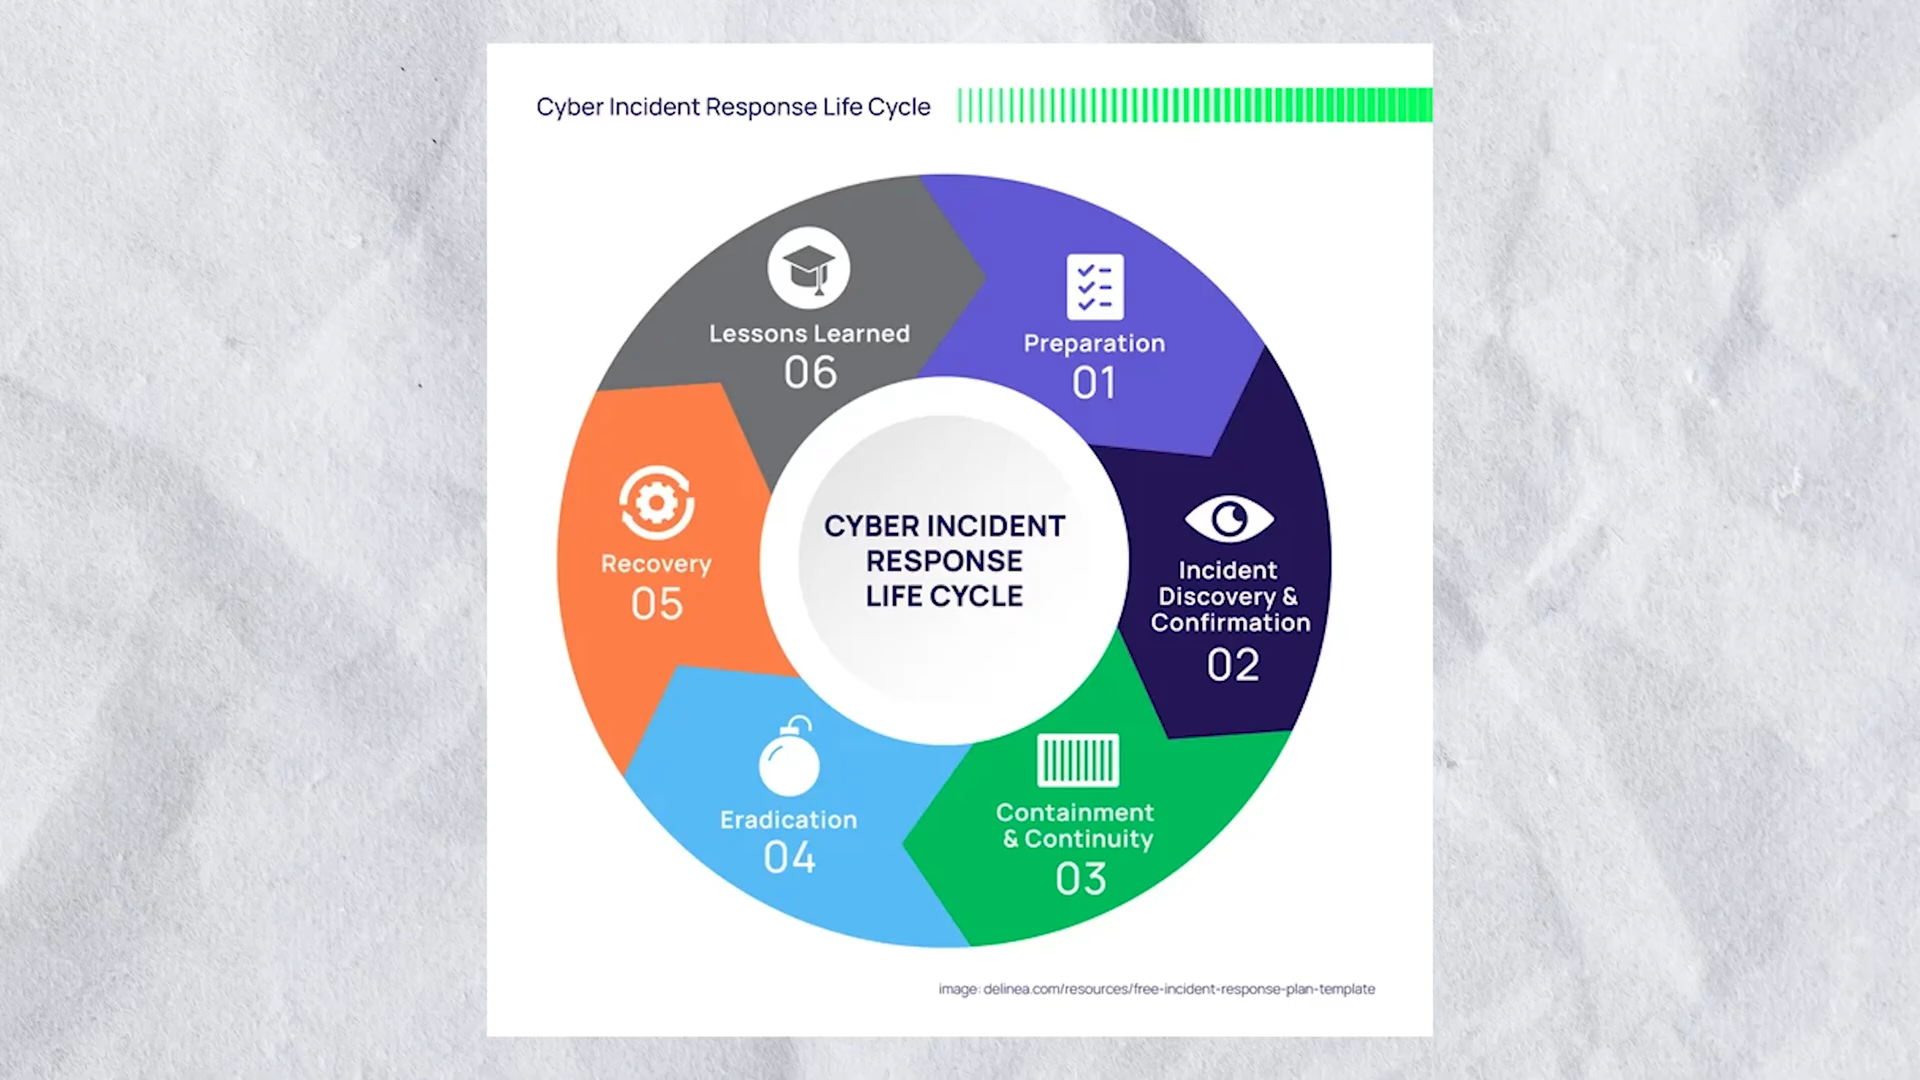 Cyber Incident Response Life Cycle
Preparation
01
Incident
Discovery &
Confirmation
02
Containment
& Continuity
03
Eradication
04
Recovery
05
Lessons Learned
06
CYBER INCIDENT
RESPONSE
LIFE CYCLE
image: delinea.com/resources/free-incident-response-plan-template